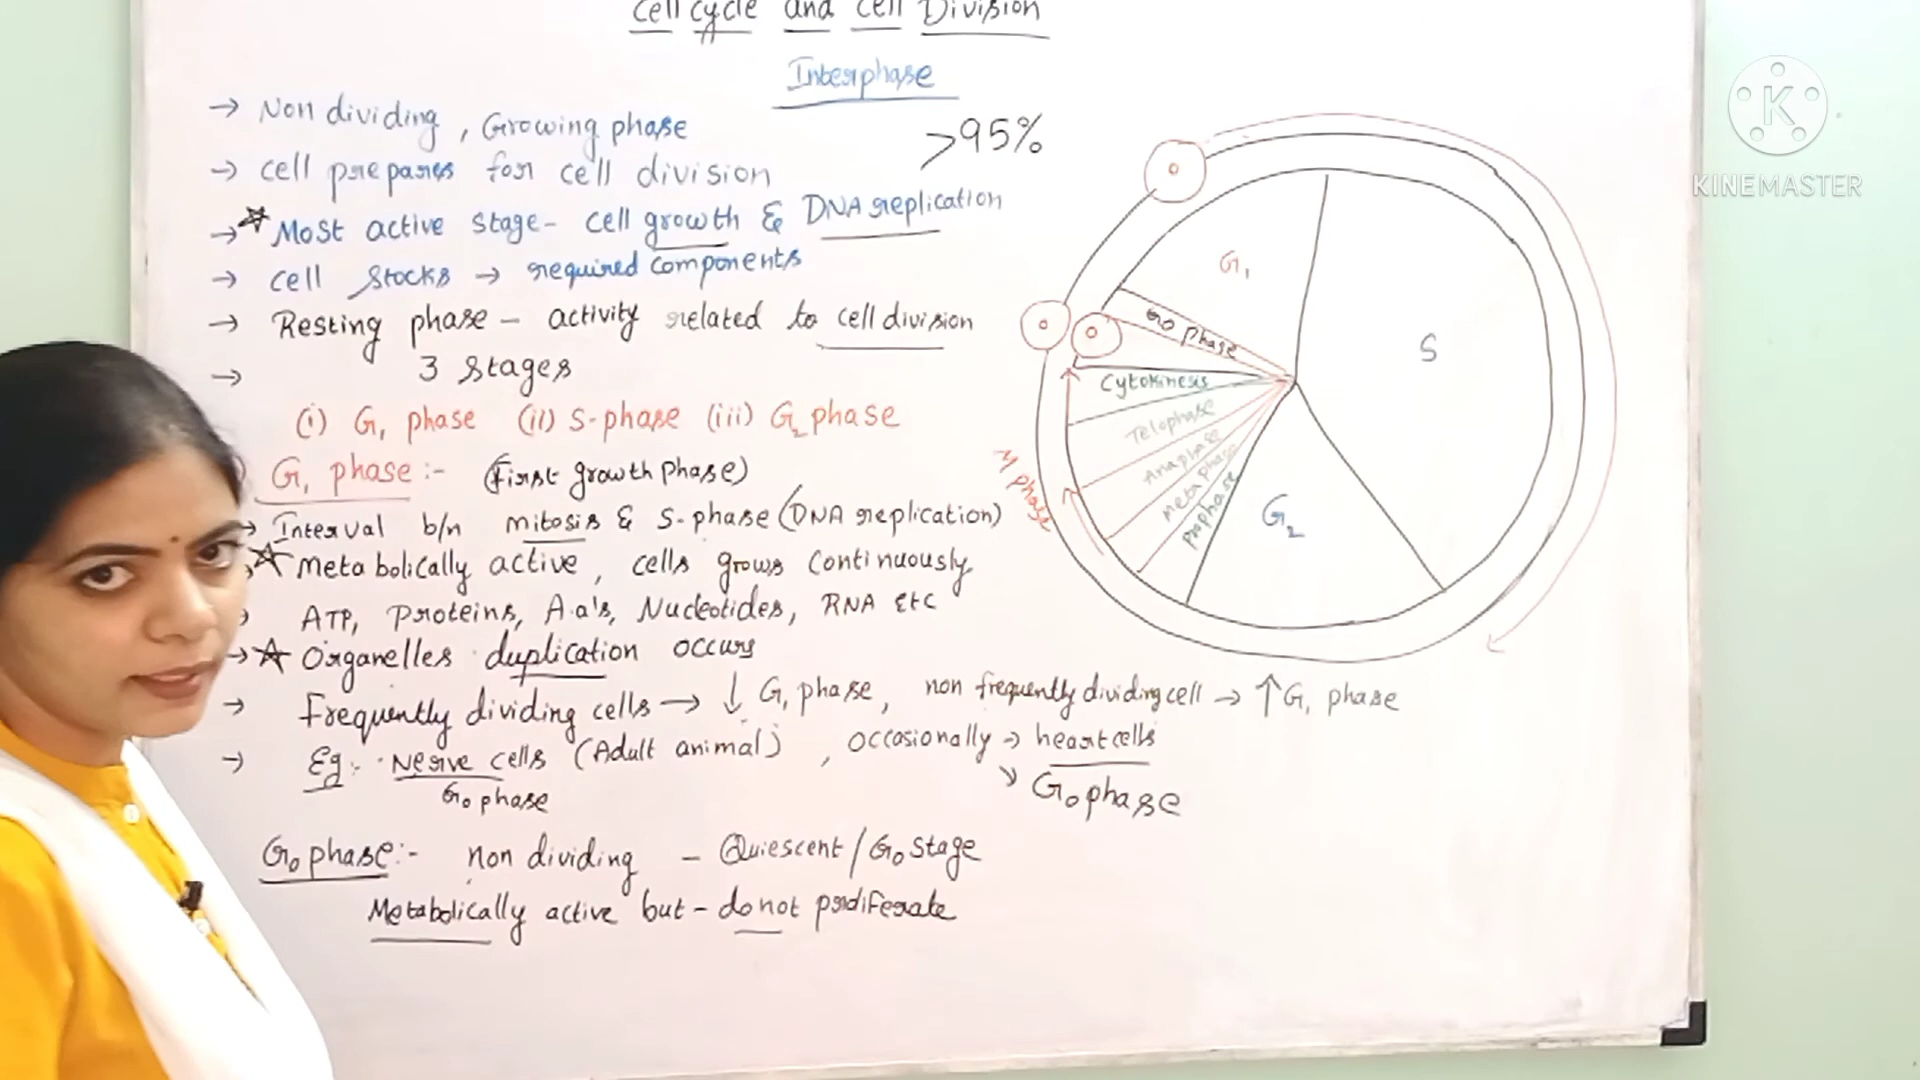 Cell cycle and Cell Division
Interphase
→ Non dividing, Growing phase
>95%
→ cell prepares for cell division
→ ☆ Most active stage - cell growth & DNA replication
→ cell stocks → required components
→ Resting phase - activity related to cell division
→ 3 stages
(i) G₁ phase (ii) S-phase (iii) G₂ phase
G₁ phase :- (First growth phase)
→ Interval b/n mitosis & S-phase (DNA replication)
☆ Metabolically active, cells grows continuously
ATP, Proteins, A.a's, Nucleotides, RNA Etc
→ ☆ Organelles duplication occurs
→ Frequently dividing cells → ↓ G₁ phase, non frequently dividing cell → ↑ G₁ phase
→ Eg:- Nerve cells (Adult animal), occasionally → heart cells
G₀ phase
→ G₀ phase
G₀ phase :- non dividing - Quiescent / G₀ stage
Metabolically active but - do not proliferate
G₁
S
G₂
G₀ phase
Cytokinesis
Telophase
Anaphase
Metaphase
prophase
M phase
K
KINEMASTER